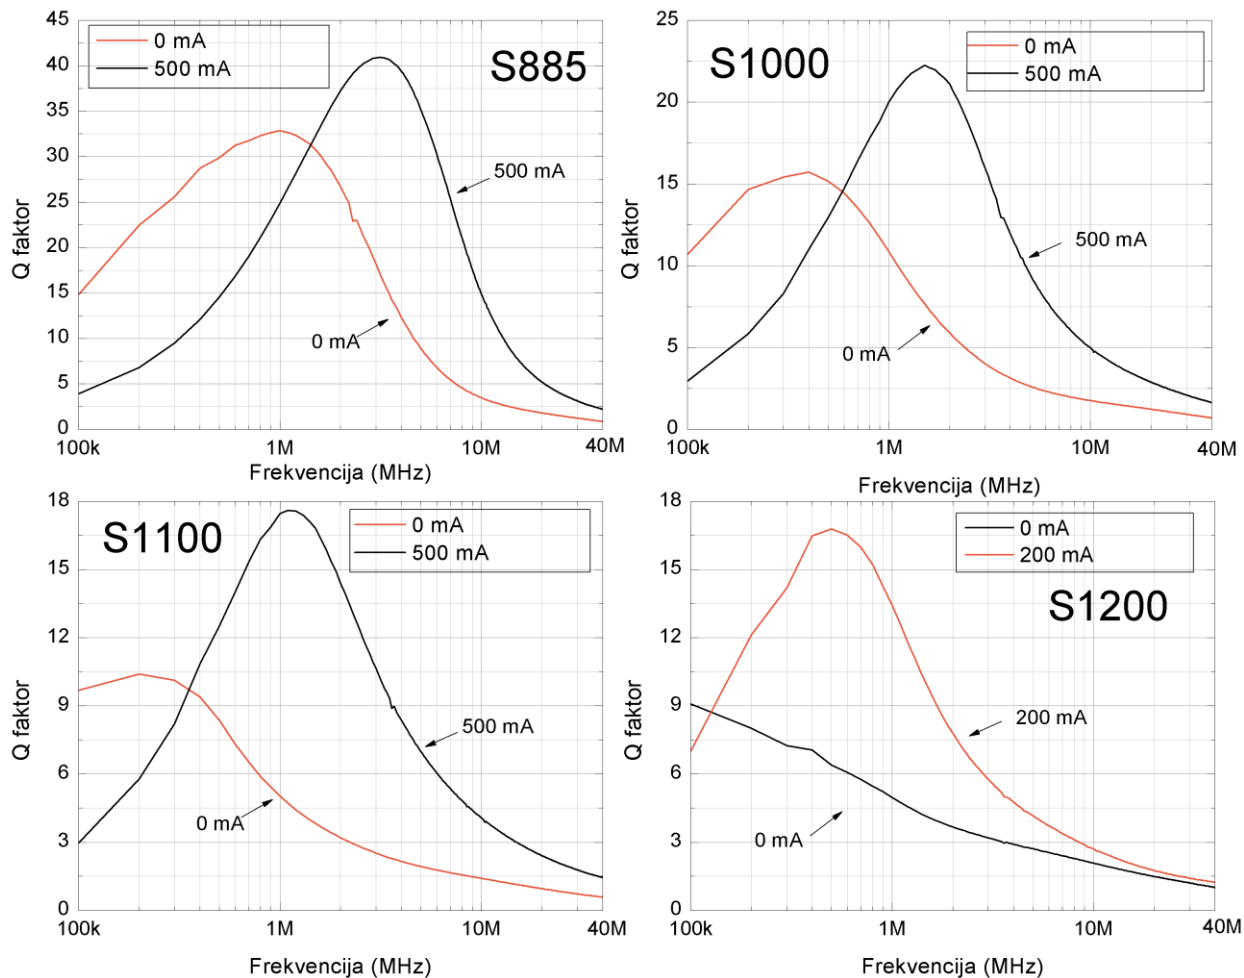 S885
0 mA
500 mA
45
40
35
30
25
20
15
10
5
0
Q faktor
500 mA
0 mA
100k
1M
10M
40M
Frekvencija (MHz)
S1000
0 mA
500 mA
25
20
15
10
5
0
Q faktor
500 mA
0 mA
100k
1M
10M
40M
Frekvencija (MHz)
S1100
0 mA
500 mA
18
15
12
9
6
3
0
Q faktor
500 mA
0 mA
100k
1M
10M
40M
Frekvencija (MHz)
0 mA
200 mA
S1200
18
15
12
9
6
3
0
Q faktor
200 mA
0 mA
100k
1M
10M
40M
Frekvencija (MHz)